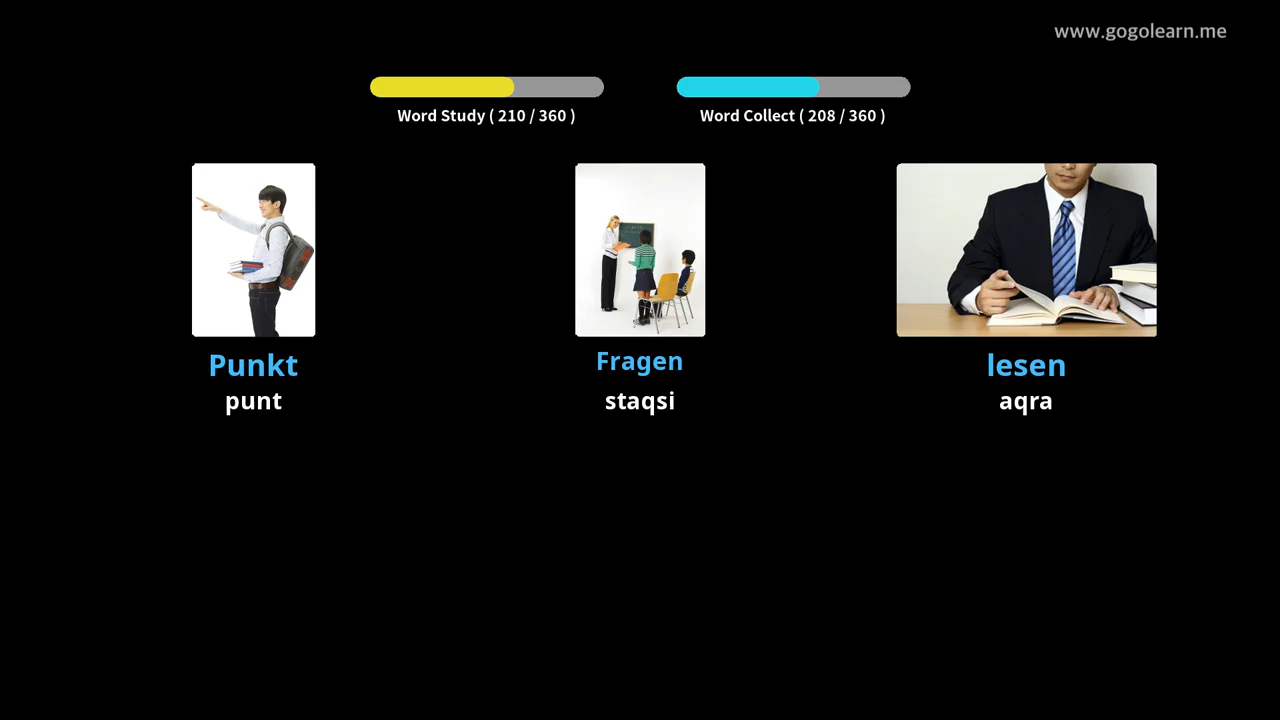 www.gogolearn.me
Word Study ( 210 / 360 )
Word Collect ( 208 / 360 )
Punkt
punt
Fragen
staqsi
lesen
aqra